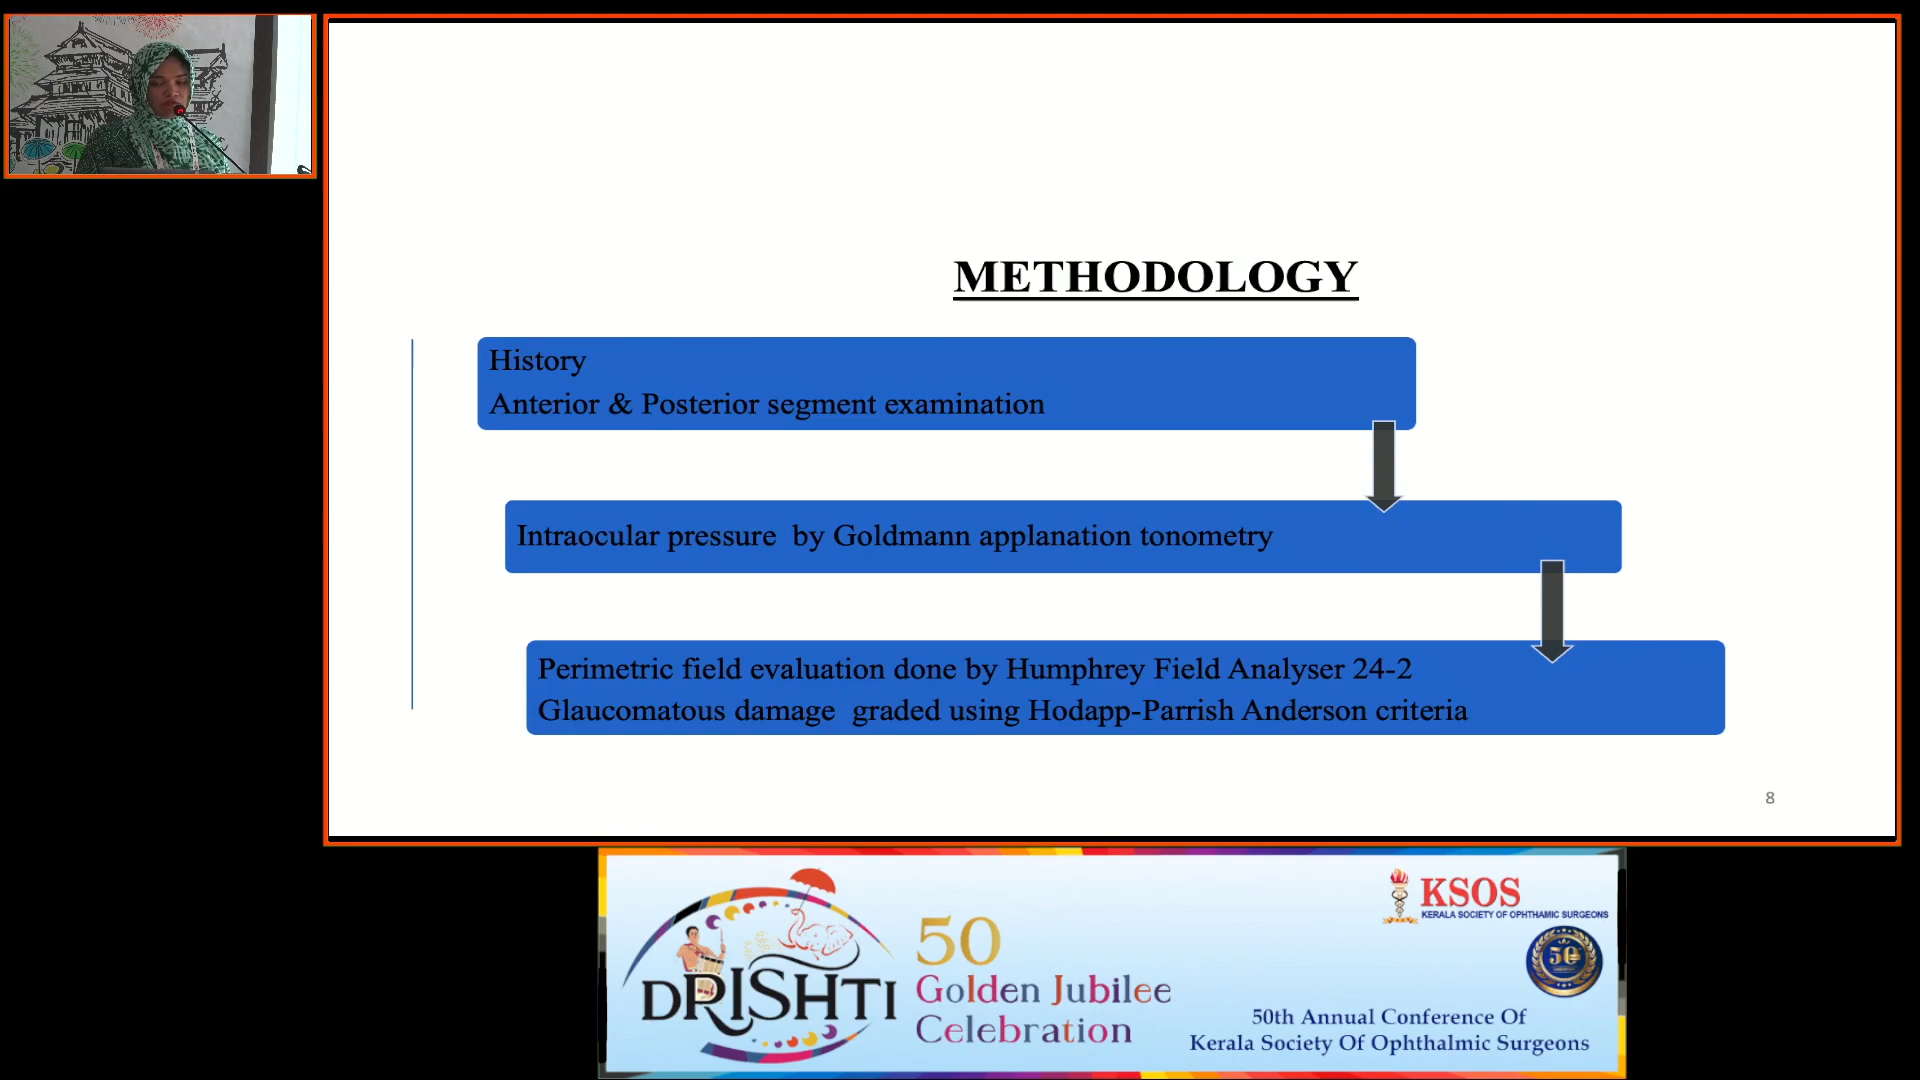 METHODOLOGY
History
Anterior & Posterior segment examination
Intraocular pressure  by Goldmann applanation tonometry
Perimetric field evaluation done by Humphrey Field Analyser 24-2
Glaucomatous damage  graded using Hodapp-Parrish Anderson criteria
8
DRISHTI
50
Golden Jubilee
Celebration
KSOS
KERALA SOCIETY OF OPHTHAMIC SURGEONS
50
50th Annual Conference Of
Kerala Society Of Ophthalmic Surgeons